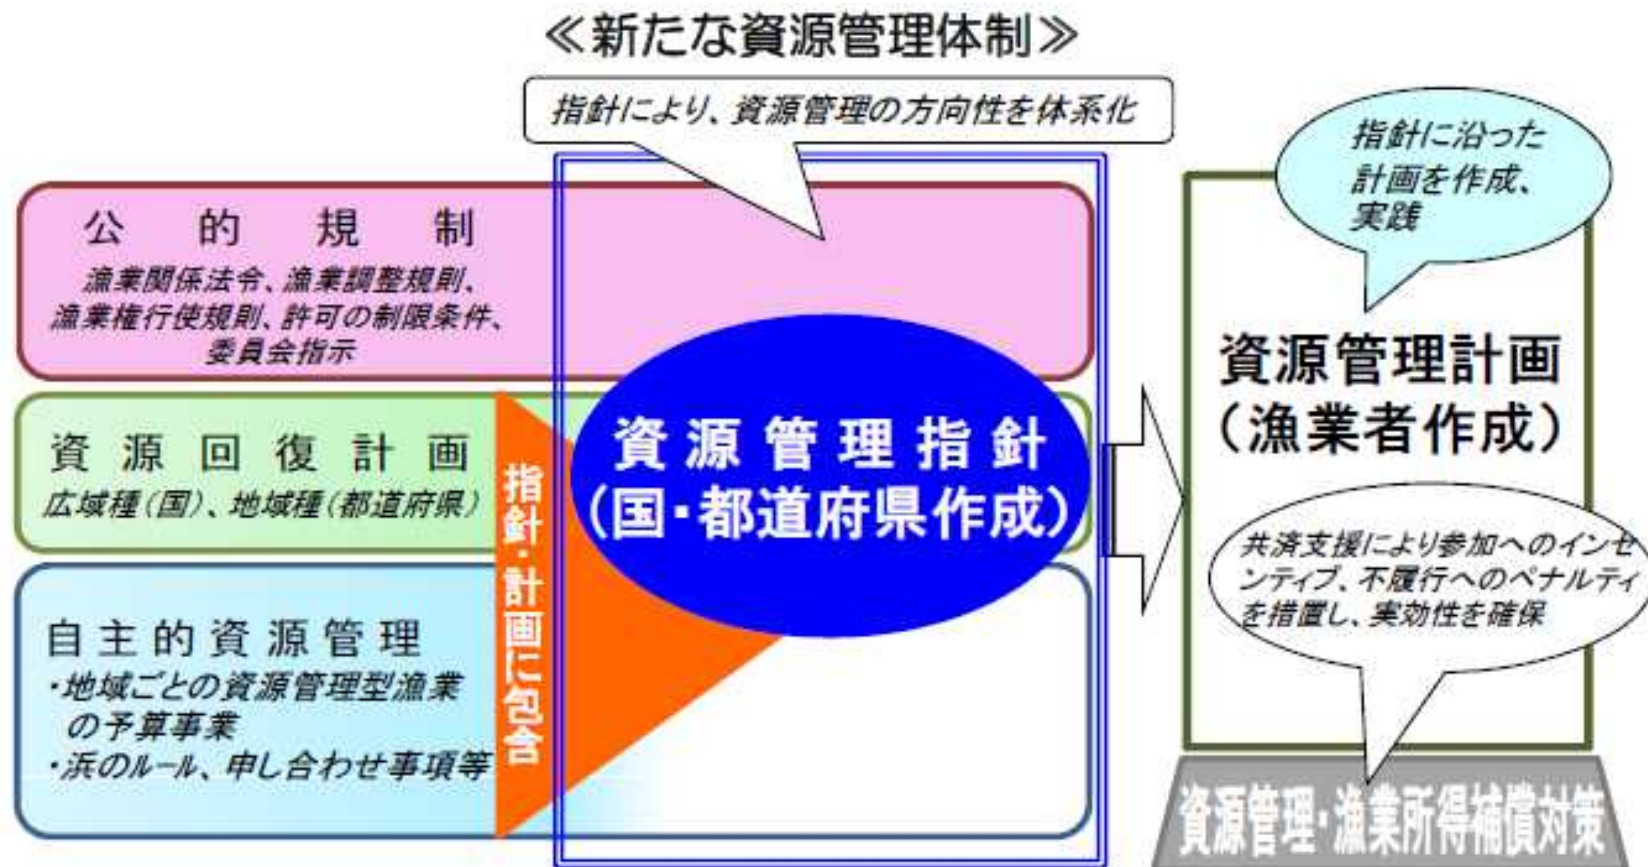 ≪新たな資源管理体制≫
指針により、資源管理の方向性を体系化
公的規制
漁業関係法令、漁業調整規則、
漁業権行使規則、許可の制限条件、
委員会指示
資源回復計画
広域種(国)、地域種(都道府県)
自主的資源管理
・地域ごとの資源管理型漁業
の予算事業
・浜のルール、申し合わせ事項等
指針・計画に包含
資源管理指針
(国・都道府県作成)
指針に沿った
計画を作成、
実践
資源管理計画
(漁業者作成)
共済支援により参加へのインセ
ンティブ、不履行へのペナルティ
を措置し、実効性を確保
資源管理・漁業所得補償対策